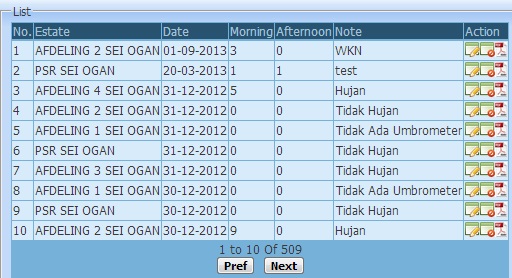 List
No. Estate Date Morning Afternoon Note Action
1 AFDELING 2 SEI OGAN 01-09-2013 3 0 WKN
2 PSR SEI OGAN 20-03-2013 1 1 test
3 AFDELING 4 SEI OGAN 31-12-2012 5 0 Hujan
4 AFDELING 2 SEI OGAN 31-12-2012 0 0 Tidak Hujan
5 AFDELING 1 SEI OGAN 31-12-2012 0 0 Tidak Ada Umbrometer
6 PSR SEI OGAN 31-12-2012 0 0 Tidak Hujan
7 AFDELING 3 SEI OGAN 31-12-2012 0 0 Tidak Hujan
8 AFDELING 1 SEI OGAN 30-12-2012 0 0 Tidak Ada Umbrometer
9 PSR SEI OGAN 30-12-2012 0 0 Tidak Hujan
10 AFDELING 2 SEI OGAN 30-12-2012 9 0 Hujan
1 to 10 Of 509
Pref Next